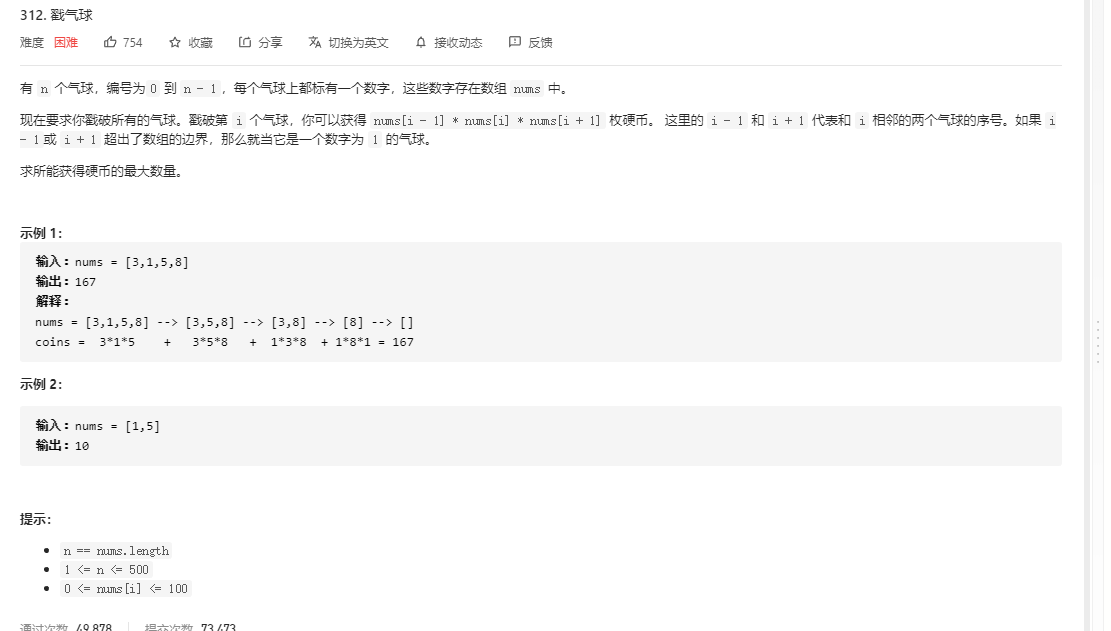 312. 戳气球
难度 困难 754 收藏 分享 切换为英文 接收动态 反馈
有 n 个气球，编号为 0 到 n - 1，每个气球上都标有一个数字，这些数字存在数组 nums 中。
现在要求你戳破所有的气球。戳破第 i 个气球，你可以获得 nums[i - 1] * nums[i] * nums[i + 1] 枚硬币。 这里的 i - 1 和 i + 1 代表和 i 相邻的两个气球的序号。如果 i
- 1 或 i + 1 超出了数组的边界，那么就当它是一个数字为 1 的气球。
求所能获得硬币的最大数量。
示例 1：
输入：nums = [3,1,5,8]
输出：167
解释：
nums = [3,1,5,8] --> [3,5,8] --> [3,8] --> [8] --> []
coins =  3*1*5    +   3*5*8   +  1*3*8  + 1*8*1 = 167
示例 2：
输入：nums = [1,5]
输出：10
提示：
n == nums.length
1 <= n <= 500
0 <= nums[i] <= 100
通过次数 49,878 提交次数 73,473